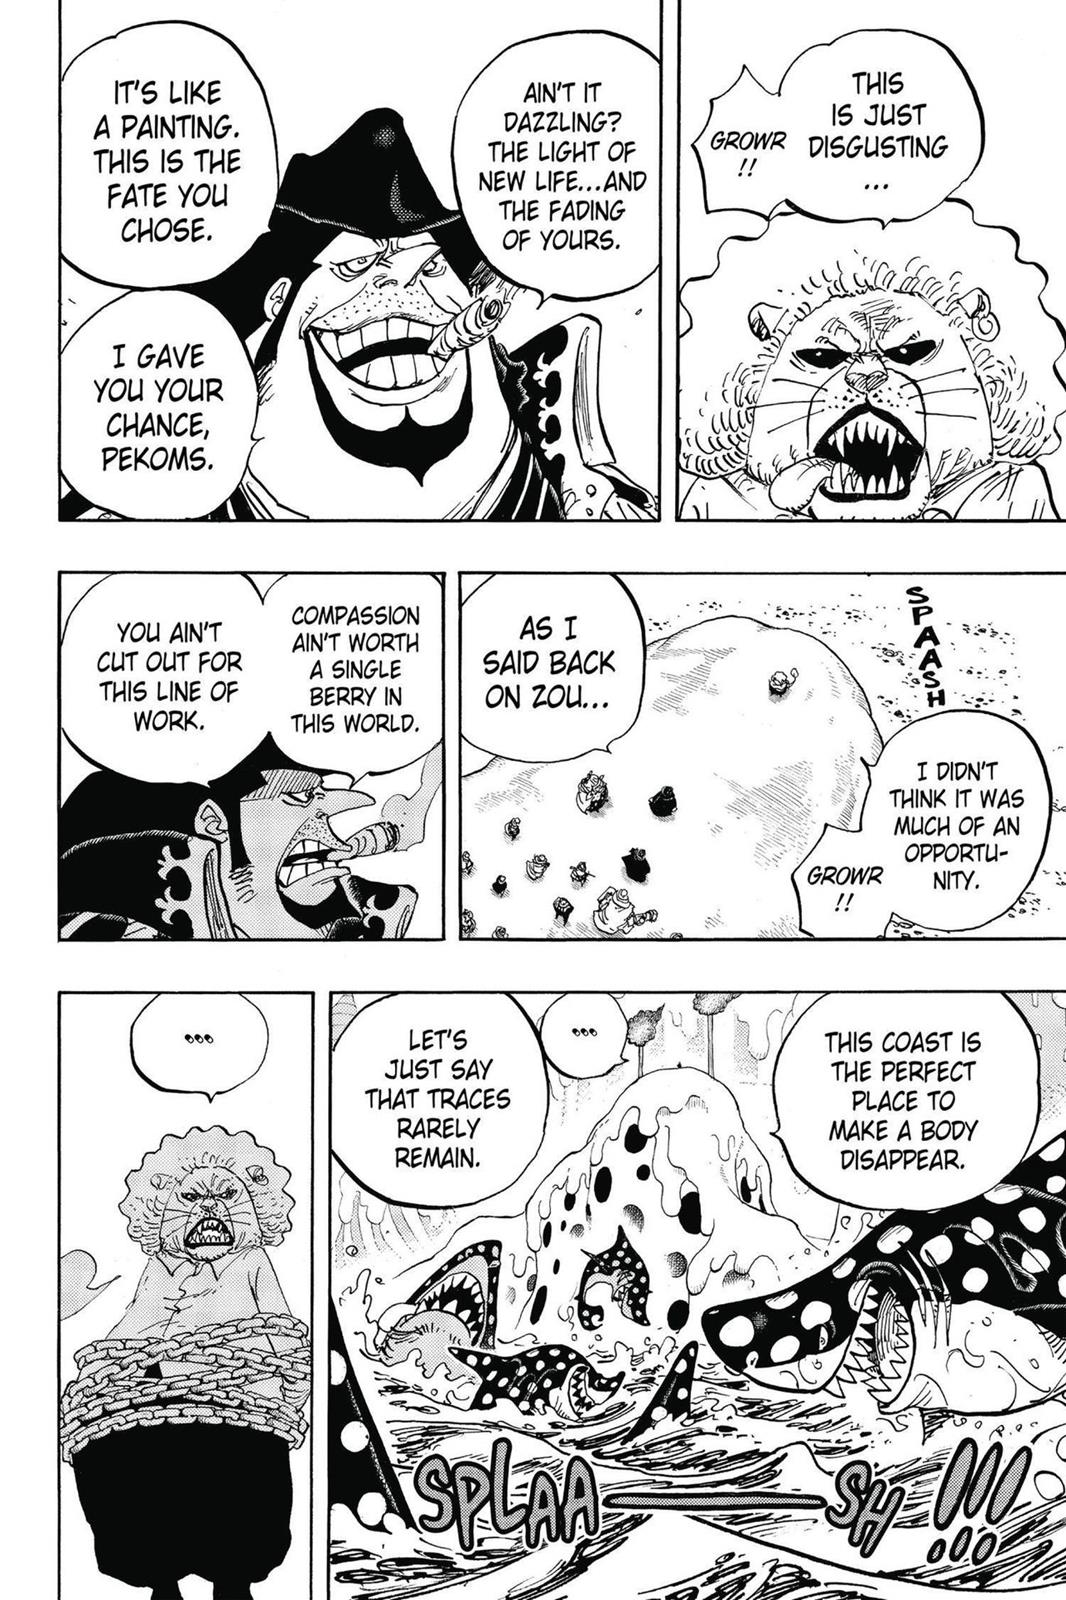 THIS
IS JUST
DISGUSTING
...
GROWR
!!
AIN'T IT
DAZZLING?
THE LIGHT OF
NEW LIFE...AND
THE FADING
OF YOURS.
IT'S LIKE
A PAINTING.
THIS IS THE
FATE YOU
CHOSE.
I GAVE
YOU YOUR
CHANCE,
PEKOMS.
SPAASH
I DIDN'T
THINK IT WAS
MUCH OF AN
OPPORTU-
NITY.
GROWR
!!
AS I
SAID BACK
ON ZOU...
COMPASSION
AIN'T WORTH
A SINGLE
BERRY IN
THIS WORLD.
YOU AIN'T
CUT OUT FOR
THIS LINE OF
WORK.
THIS COAST IS
THE PERFECT
PLACE TO
MAKE A BODY
DISAPPEAR.
...
LET'S
JUST SAY
THAT TRACES
RARELY
REMAIN.
SPLAA—SH!!!
...